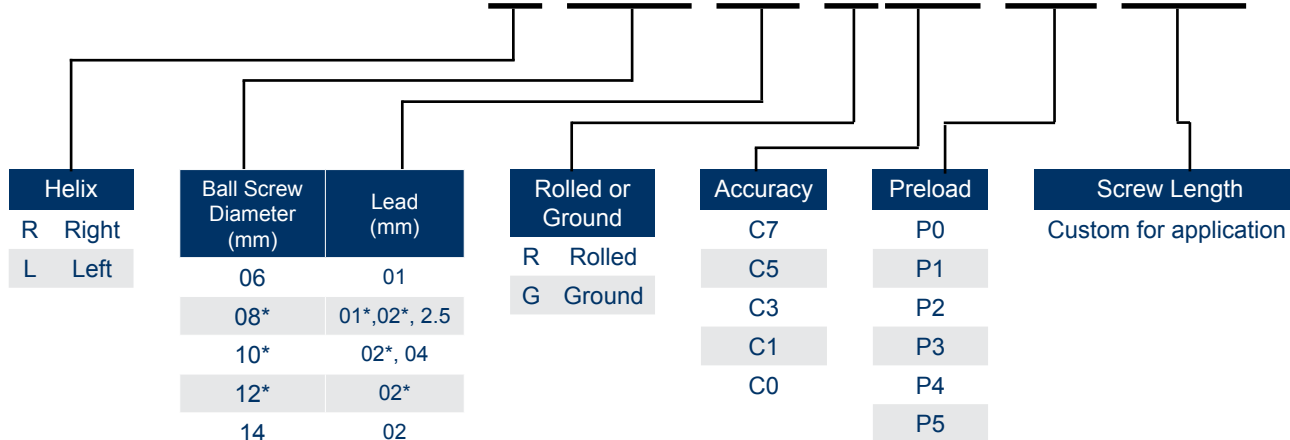 Helix
R Right
L Left
Ball Screw
Diameter
(mm)
Lead
(mm)
06 01
08* 01*,02*, 2.5
10* 02*, 04
12* 02*
14 02
Rolled or
Ground
R Rolled
G Ground
Accuracy
C7
C5
C3
C1
C0
Preload
P0
P1
P2
P3
P4
P5
Screw Length
Custom for application